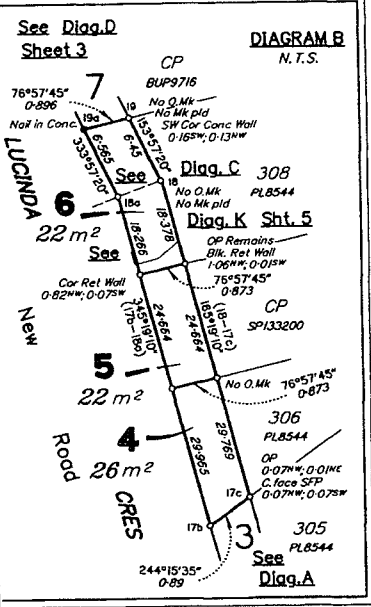 See Diag.D
Sheet 3
DIAGRAM B
N.T.S.
CP
BUP9716
76°57'45"
0·896
7
19
19a
No O.Mk
No Mk pld
SW Cor Conc Wall
0·16SW; 0·13NW
Nail in Conc.
153°57'20"
6·45
6·565
333°57'20"
LUCINDA
See Diag. C
308
PL8544
18
18a
No O.Mk
No Mk pld
6
22 m²
18·266
18·378
See Diag. K Sht. 5
OP Remains
Blk. Ret Wall
1·06NW; 0·01SW
76°57'45"
0·873
Cor Ret Wall
0·82NW; 0·07SW
345°19'10"
(17b-18a)
24·664
24·664
165°19'10"
(18-17c)
CP
SP133200
New
5
22 m²
No O.Mk
76°57'45"
0·873
306
PL8544
4
26 m²
Road
29·965
29·769
OP
0·07NW; 0·01NE
C.face SFP
0·07NW; 0·07SW
17c
17b
CRES
3
305
PL8544
244°15'35"
0·89
See
Diag.A